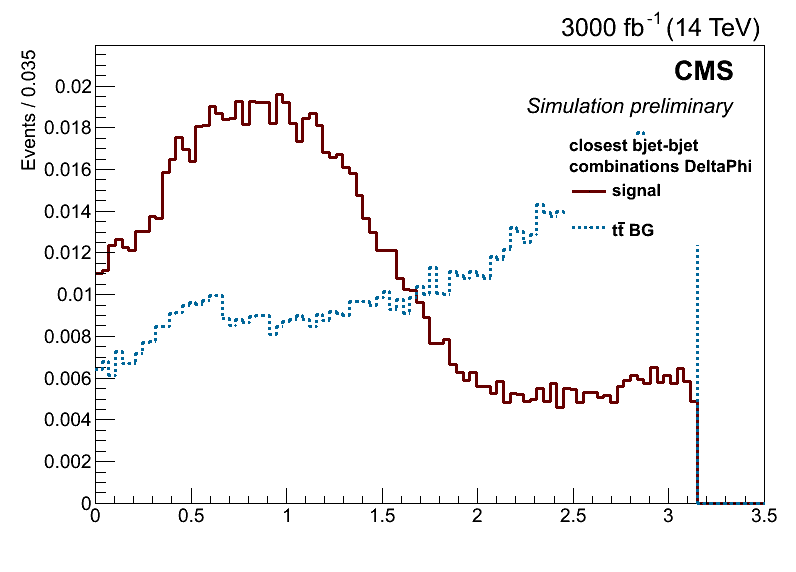 3000 fb-1 (14 TeV)
Events / 0.035
CMS
Simulation preliminary
closest bjet-bjet
combinations DeltaPhi
signal
tt̄ BG
0.02
0.018
0.016
0.014
0.012
0.01
0.008
0.006
0.004
0.002
0
0 0.5 1 1.5 2 2.5 3 3.5